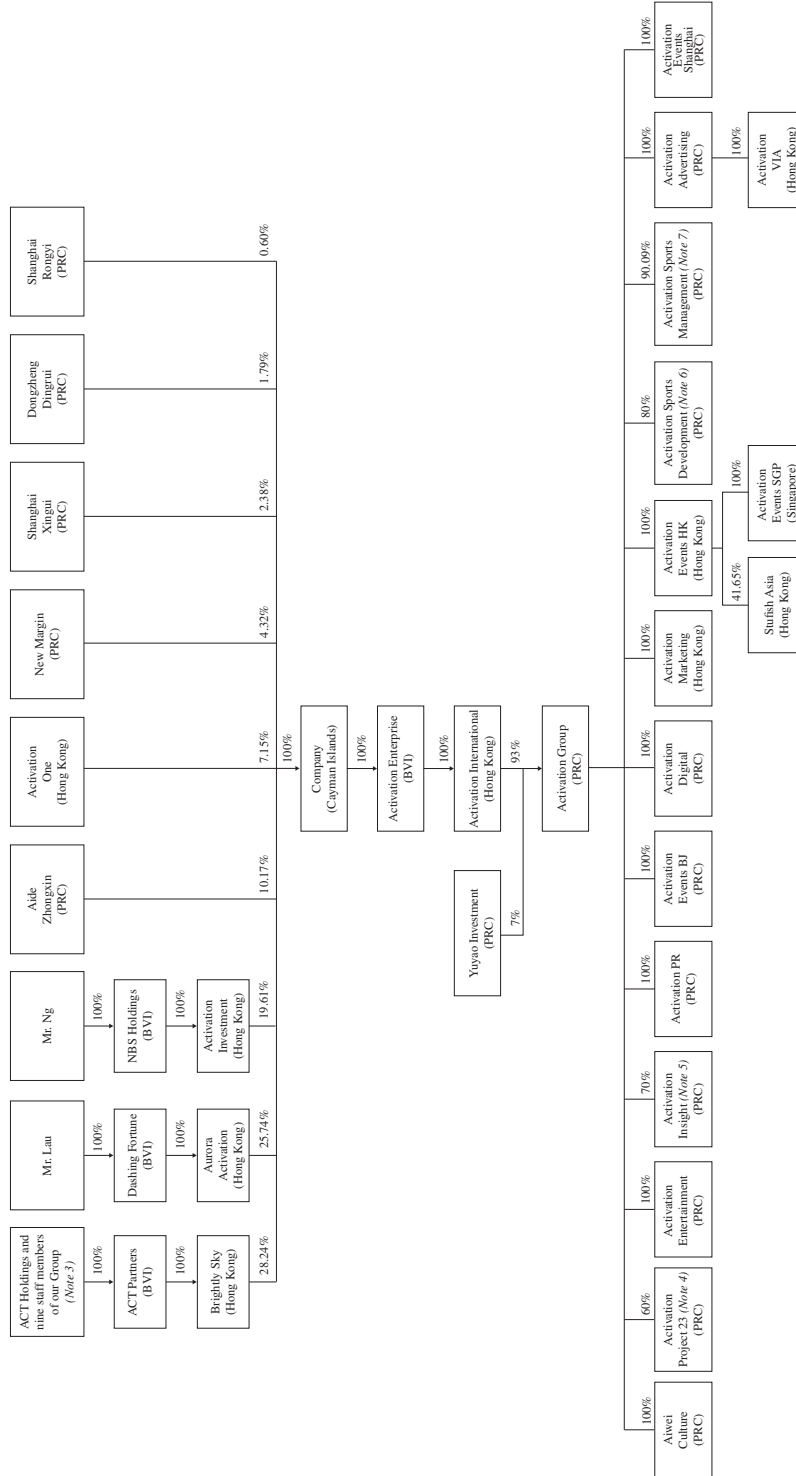 ACT Holdings and
nine staff members
of our Group
(Note 3)
Mr. Lau
Mr. Ng
Aide
Zhongxin
(PRC)
Activation
One
(Hong Kong)
New Margin
(PRC)
Shanghai
Xingui
(PRC)
Dongzheng
Dingrui
(PRC)
Shanghai
Rongyi
(PRC)
100%
100%
100%
ACT Partners
(BVI)
Dashing Fortune
(BVI)
NBS Holdings
(BVI)
100%
100%
100%
Brightly Sky
(Hong Kong)
Aurora
Activation
(Hong Kong)
Activation
Investment
(Hong Kong)
28.24%
25.74%
19.61%
10.17%
7.15%
4.32%
2.38%
1.79%
0.60%
100%
Company
(Cayman Islands)
100%
Activation Enterprise
(BVI)
100%
Yuyao Investment
(PRC)
Activation International
(Hong Kong)
7%
93%
Activation Group
(PRC)
100%
60%
100%
70%
100%
100%
100%
100%
100%
80%
90.09%
100%
100%
Aiwei
Culture
(PRC)
Activation
Project 23 (Note 4)
(PRC)
Activation
Entertainment
(PRC)
Activation
Insight (Note 5)
(PRC)
Activation PR
(PRC)
Activation
Events BJ
(PRC)
Activation
Digital
(PRC)
Activation
Marketing
(Hong Kong)
Activation
Events HK
(Hong Kong)
Activation Sports
Development (Note 6)
(PRC)
Activation Sports
Management (Note 7)
(PRC)
Activation
Advertising
(PRC)
Activation
Events
Shanghai
(PRC)
41.65%
100%
100%
Stufish Asia
(Hong Kong)
Activation
Events SGP
(Singapore)
Activation
VIA
(Hong Kong)